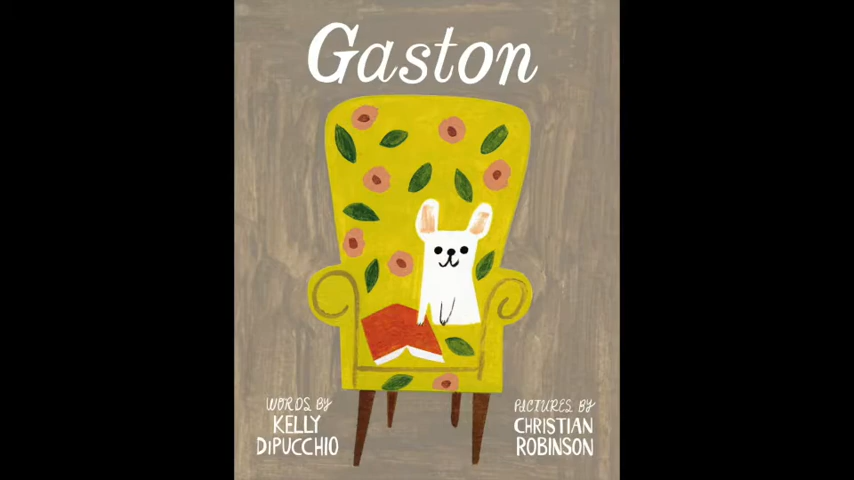 Gaston
WORDS BY
KELLY
DiPUCCHIO
PICTURES BY
CHRISTIAN
ROBINSON